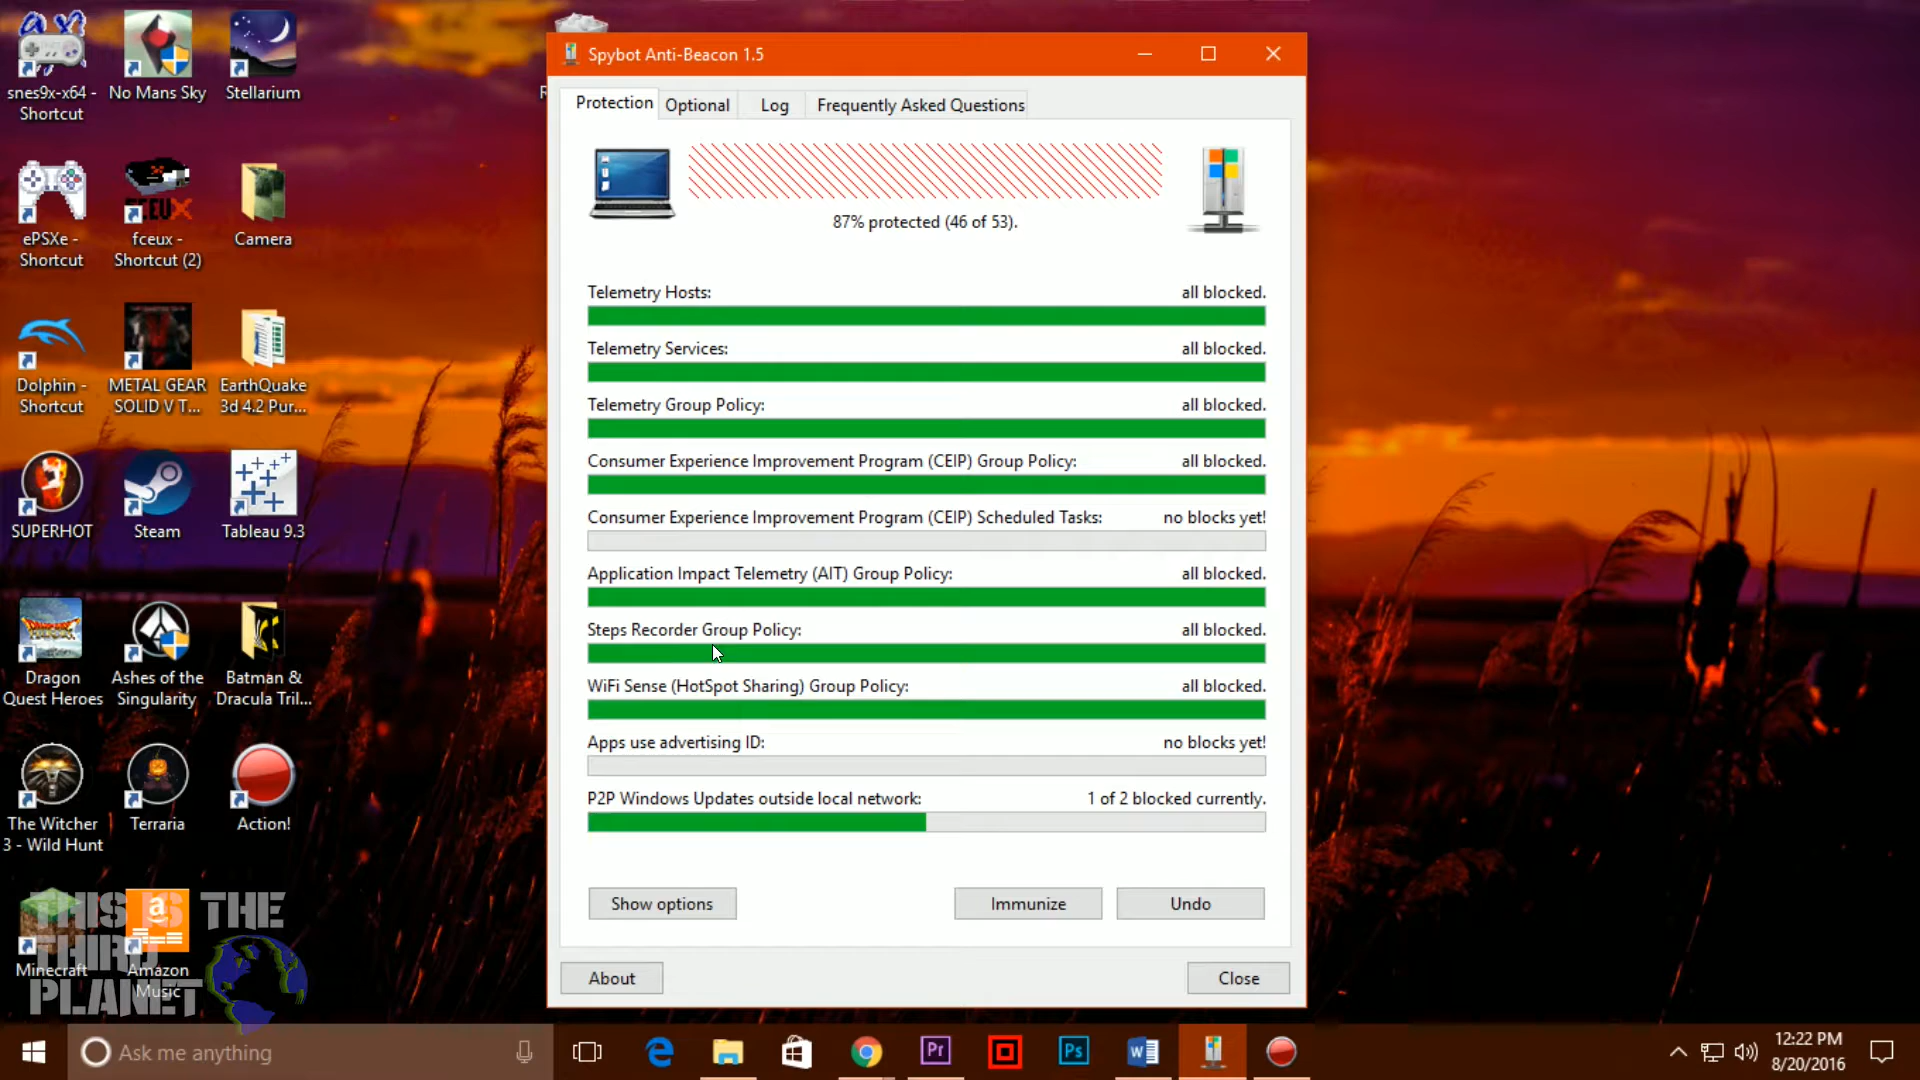 snes9x-x64 -
Shortcut
No Mans Sky
Stellarium
ePSXe -
Shortcut
fceux -
Shortcut (2)
Camera
Dolphin -
Shortcut
METAL GEAR
SOLID V T...
EarthQuake
3d 4.2 Pur...
SUPERHOT
Steam
Tableau 9.3
Dragon
Quest Heroes
Ashes of the
Singularity
Batman &
Dracula Tril...
The Witcher
3 - Wild Hunt
Terraria
Action!
Minecraft
Amazon
Music
THIS IS THE
THIRD
PLANET
Spybot Anti-Beacon 1.5
Protection
Optional
Log
Frequently Asked Questions
87% protected (46 of 53).
Telemetry Hosts: all blocked.
Telemetry Services: all blocked.
Telemetry Group Policy: all blocked.
Consumer Experience Improvement Program (CEIP) Group Policy: all blocked.
Consumer Experience Improvement Program (CEIP) Scheduled Tasks: no blocks yet!
Application Impact Telemetry (AIT) Group Policy: all blocked.
Steps Recorder Group Policy: all blocked.
WiFi Sense (HotSpot Sharing) Group Policy: all blocked.
Apps use advertising ID: no blocks yet!
P2P Windows Updates outside local network: 1 of 2 blocked currently.
Show options
Immunize
Undo
About
Close
Ask me anything
Pr
Ps
12:22 PM
8/20/2016